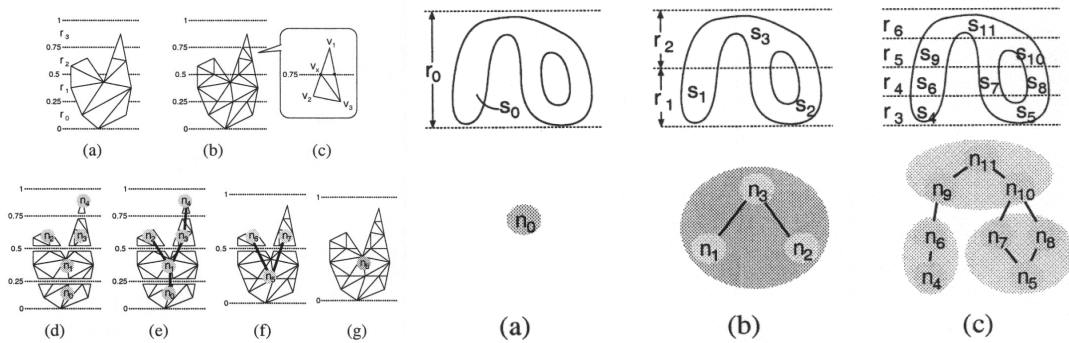 1
r3
0.75
r2
0.5
r1
0.25
r0
0
(a)
1
0.75
0.5
0.25
0
(b)
v1
0.75 vx
v2 v3
(c)
1
n4
0.75
n2 n3
0.5
n1
0.25
n0
0
(d)
1
n4
0.75
n2 n3
0.5
n1
0.25
n0
0
(e)
1
0.75
n6 n7
0.5
n5
0.25
0
(f)
1
0.75
0.5
0.25
0
(g)
r0
s0
n0
(a)
r2
s3
r1
s1
s2
n3
n1 n2
(b)
r6
s11
r5
s9
s10
r4
s6
s7
s8
r3
s4
s5
n11
n9 n10
n6 n7 n8
n4 n5
(c)